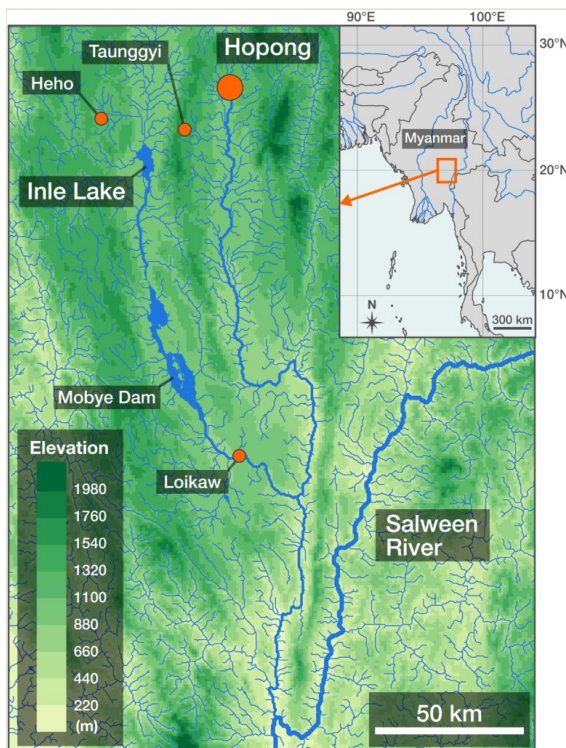 90°E
100°E
Hopong
30°N
Taunggyi
Heho
Myanmar
Inle Lake
20°N
10°N
N
300 km
Mobye Dam
Elevation
1980
1760
1540
1320
1100
880
660
440
220
(m)
Loikaw
Salween
River
50 km